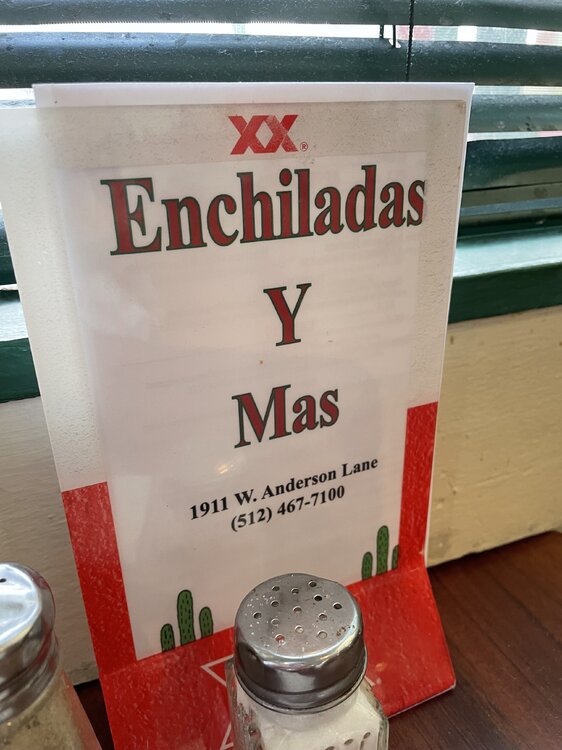 XX®
Enchiladas
Y
Mas
1911 W. Anderson Lane
(512) 467-7100